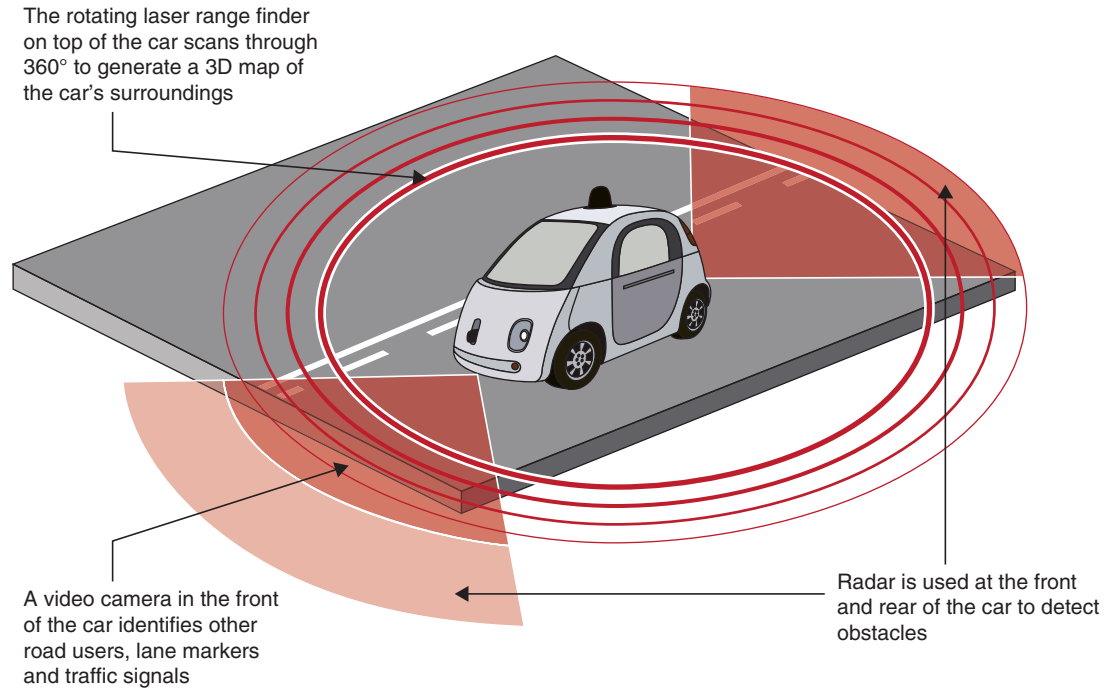 The rotating laser range finder
on top of the car scans through
360° to generate a 3D map of
the car's surroundings
A video camera in the front
of the car identifies other
road users, lane markers
and traffic signals
Radar is used at the front
and rear of the car to detect
obstacles